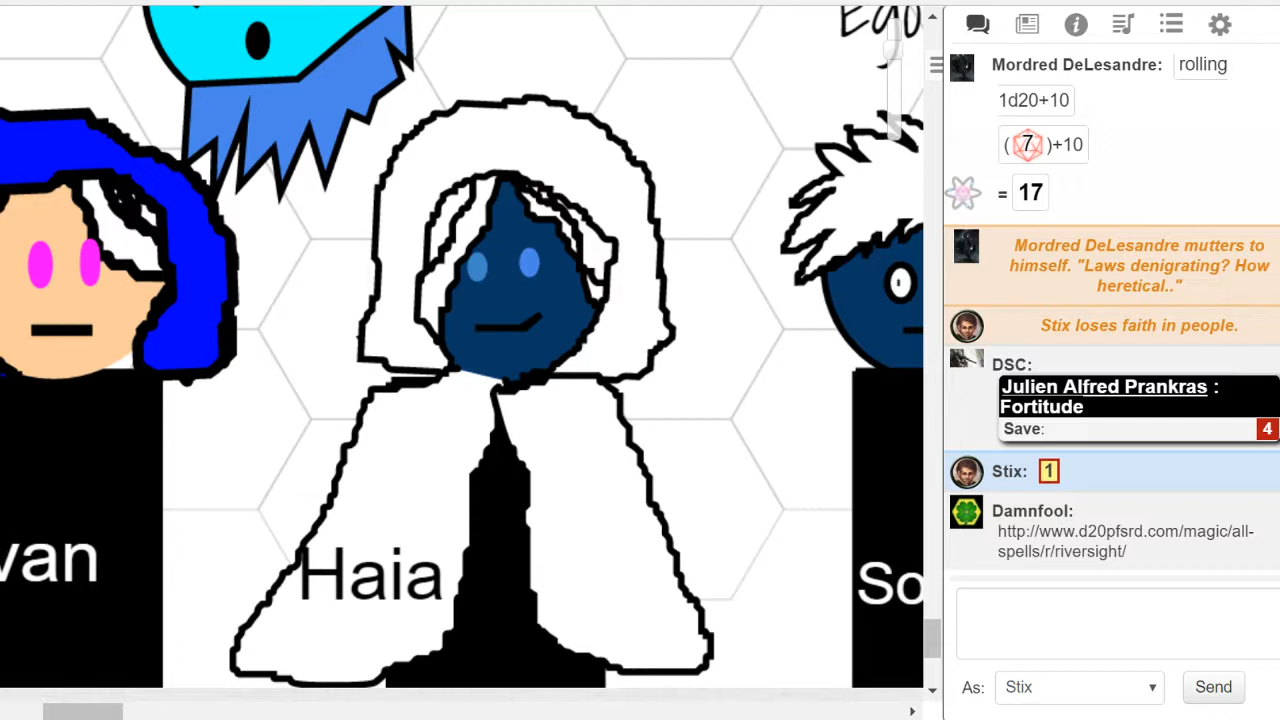 van
Haia
So
Mordred DeLesandre: rolling
1d20+10
(7)+10
= 17
Mordred DeLesandre mutters to
himself. "Laws denigrating? How
heretical.."
Stix loses faith in people.
DSC:
Julien Alfred Prankras :
Fortitude
Save: 4
Stix: 1
Damnfool:
http://www.d20pfsrd.com/magic/all-
spells/r/riversight/
As: Stix Send